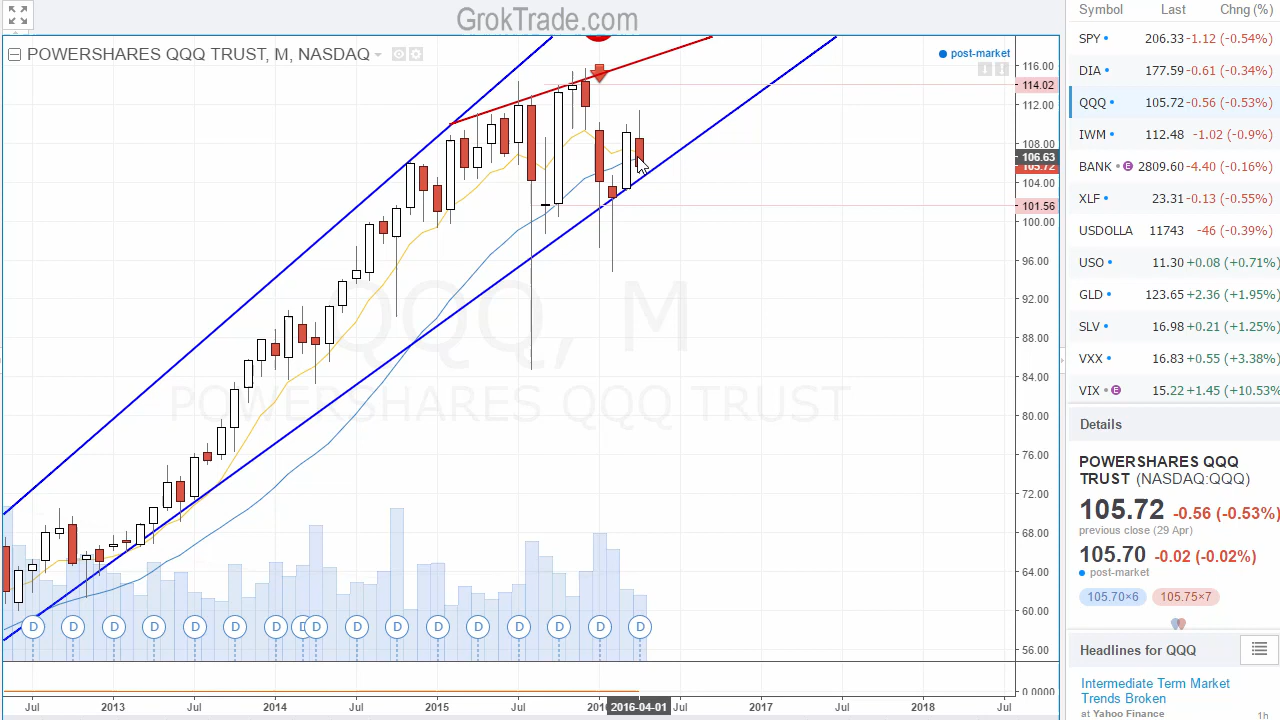 GrokTrade.com
POWERSHARES QQQ TRUST, M, NASDAQ
post-market
QQQ, M
POWERSHARES QQQ TRUST
116.00
114.02
112.00
108.00
106.63
105.72
104.00
101.56
100.00
96.00
92.00
88.00
84.00
80.00
76.00
72.00
68.00
64.00
60.00
56.00
0.0000
D D D D D D D D D D D D D D D D D
Jul 2013 Jul 2014 Jul 2015 Jul 2016-04-01 Jul 2017 Jul 2018 Jul
Symbol Last Chng (%)
SPY 206.33 -1.12 (-0.54%)
DIA 177.59 -0.61 (-0.34%)
QQQ 105.72 -0.56 (-0.53%)
IWM 112.48 -1.02 (-0.9%)
BANK E 2809.60 -4.40 (-0.16%)
XLF 23.31 -0.13 (-0.55%)
USDOLLA 11743 -46 (-0.39%)
USO 11.30 +0.08 (+0.71%)
GLD 123.65 +2.36 (+1.95%)
SLV 16.98 +0.21 (+1.25%)
VXX 16.83 +0.55 (+3.38%)
VIX E 15.22 +1.45 (+10.53%
Details
POWERSHARES QQQ
TRUST (NASDAQ:QQQ)
105.72 -0.56 (-0.53%)
previous close (29 Apr)
105.70 -0.02 (-0.02%)
post-market
105.70×6 105.75×7
Headlines for QQQ
Intermediate Term Market
Trends Broken
at Yahoo Finance 1h